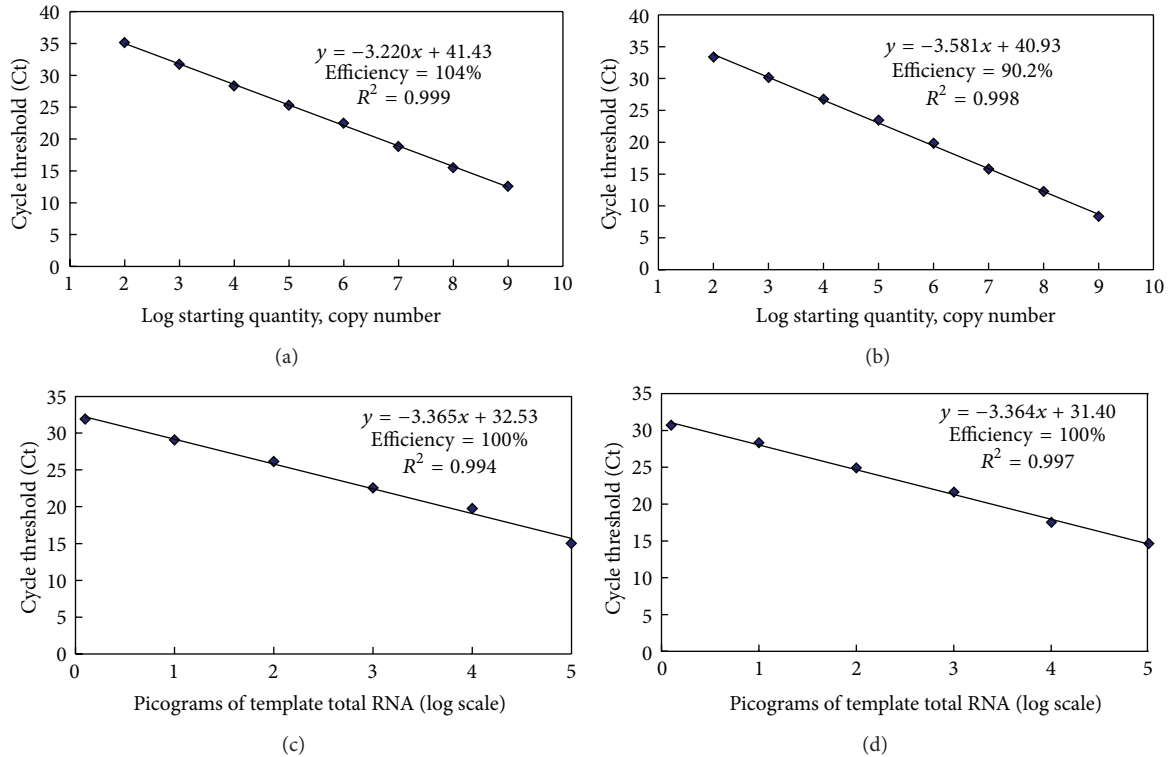 40
35
30
25
20
15
10
5
0
Cycle threshold (Ct)
y = −3.220x + 41.43
Efficiency = 104%
R² = 0.999
1 2 3 4 5 6 7 8 9 10
Log starting quantity, copy number
(a)
40
35
30
25
20
15
10
5
0
Cycle threshold (Ct)
y = −3.581x + 40.93
Efficiency = 90.2%
R² = 0.998
1 2 3 4 5 6 7 8 9 10
Log starting quantity, copy number
(b)
35
30
25
20
15
10
5
0
Cycle threshold (Ct)
y = −3.365x + 32.53
Efficiency = 100%
R² = 0.994
0 1 2 3 4 5
Picograms of template total RNA (log scale)
(c)
35
30
25
20
15
10
5
0
Cycle threshold (Ct)
y = −3.364x + 31.40
Efficiency = 100%
R² = 0.997
0 1 2 3 4 5
Picograms of template total RNA (log scale)
(d)